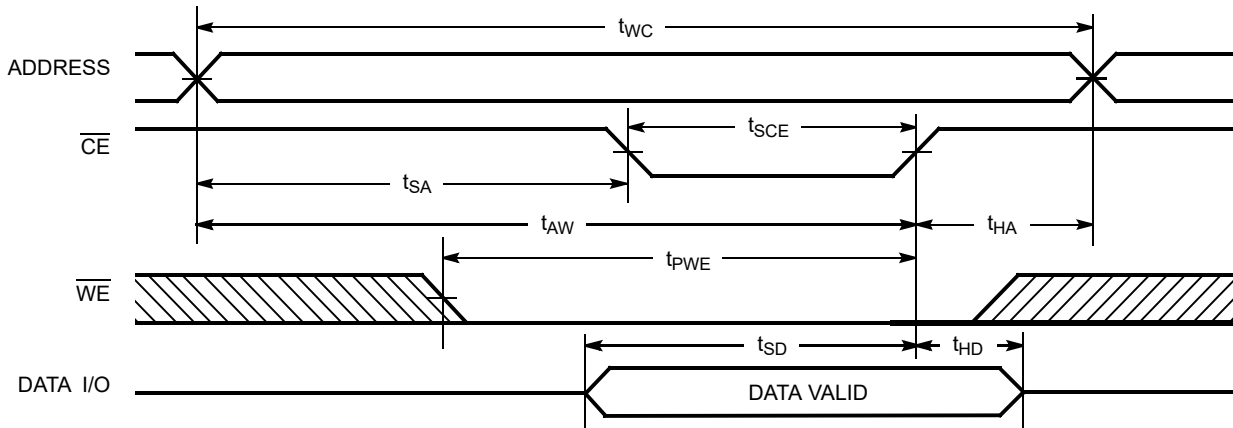 tWC
ADDRESS
CE
tSCE
tSA
tAW
tHA
tPWE
WE
tSD
tHD
DATA I/O
DATA VALID